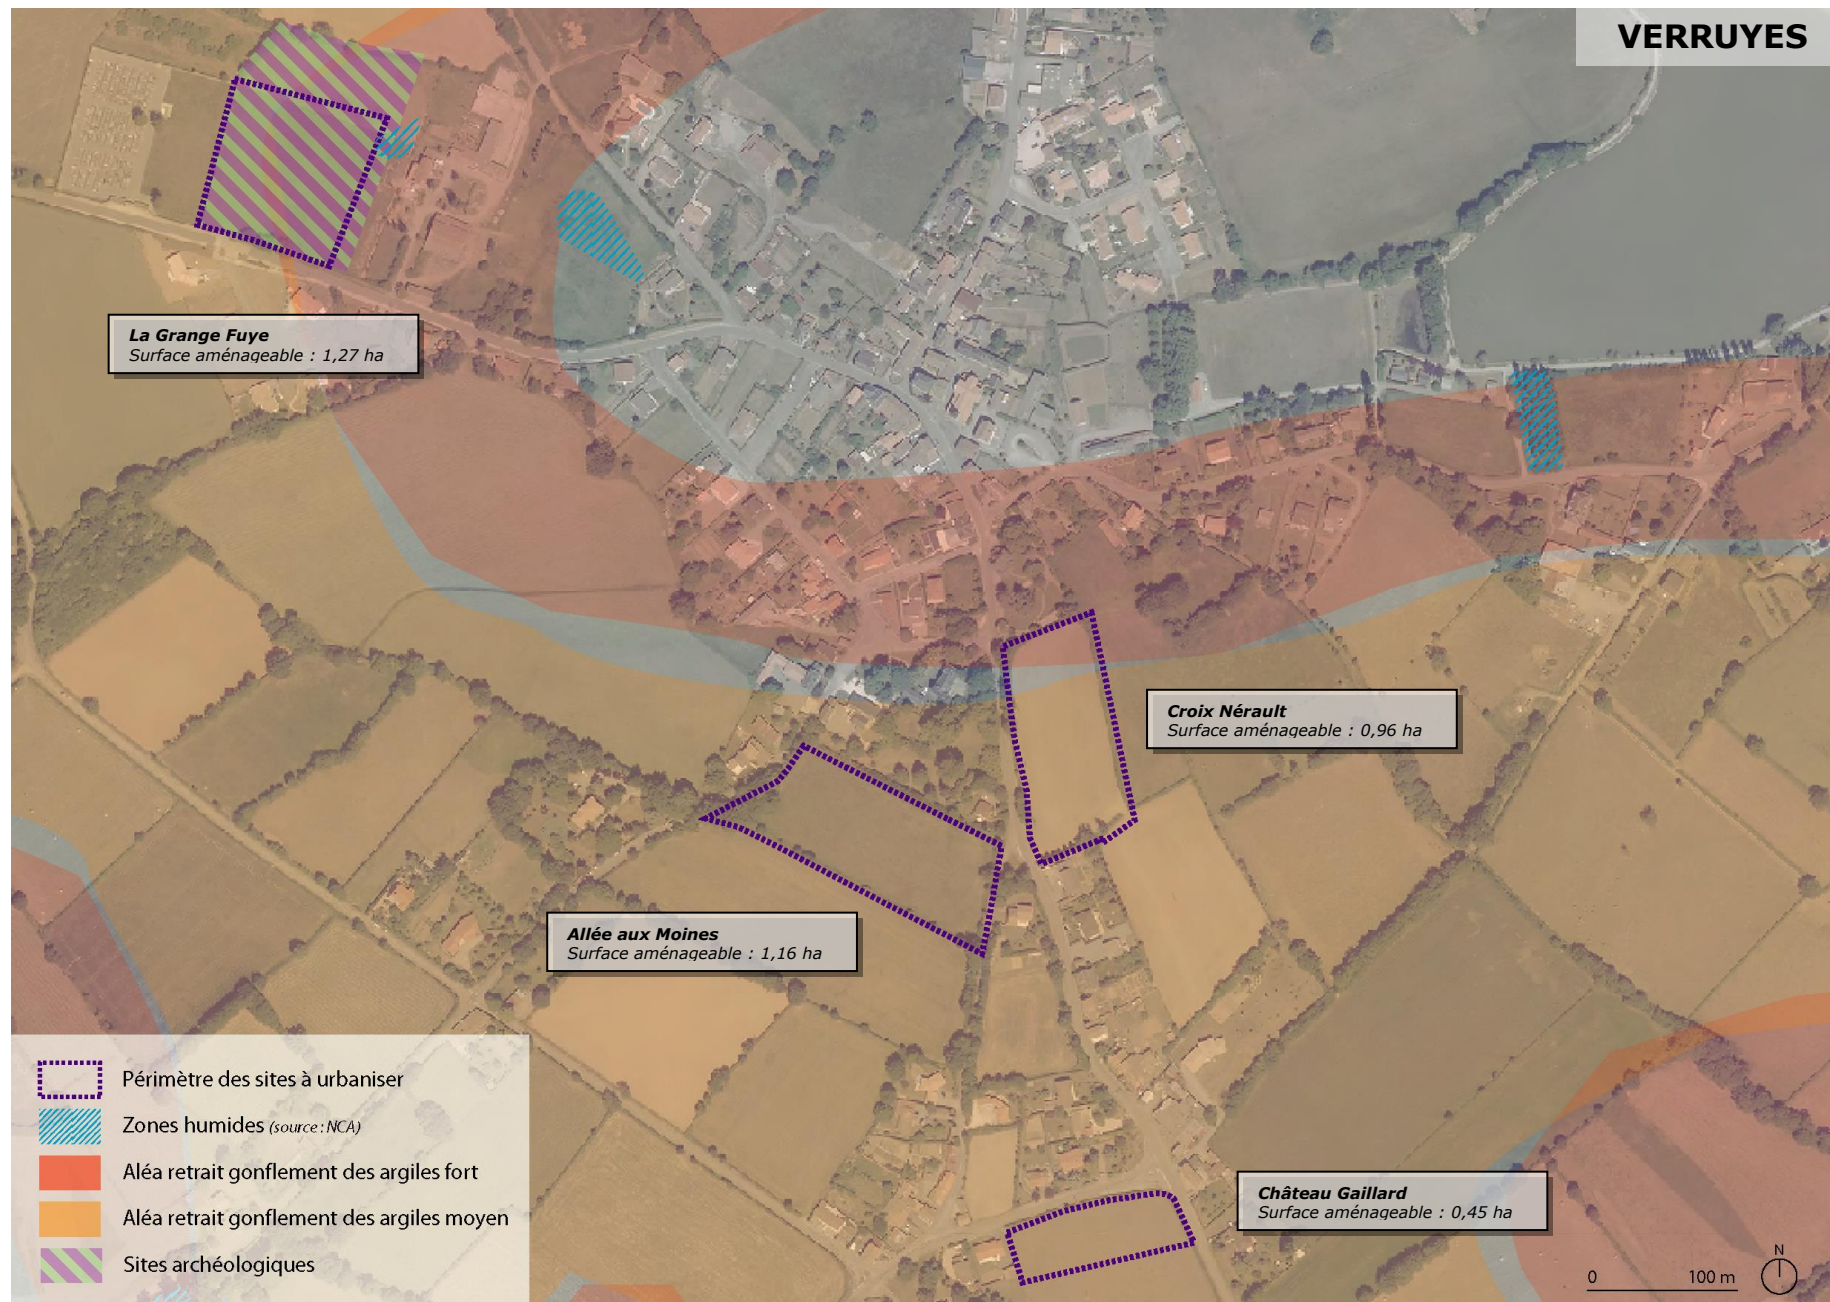 VERRUYES
La Grange Fuye
Surface aménageable : 1,27 ha
Croix Nérault
Surface aménageable : 0,96 ha
Allée aux Moines
Surface aménageable : 1,16 ha
Château Gaillard
Surface aménageable : 0,45 ha
Périmètre des sites à urbaniser
Zones humides (source : NCA)
Aléa retrait gonflement des argiles fort
Aléa retrait gonflement des argiles moyen
Sites archéologiques
N
0 100 m